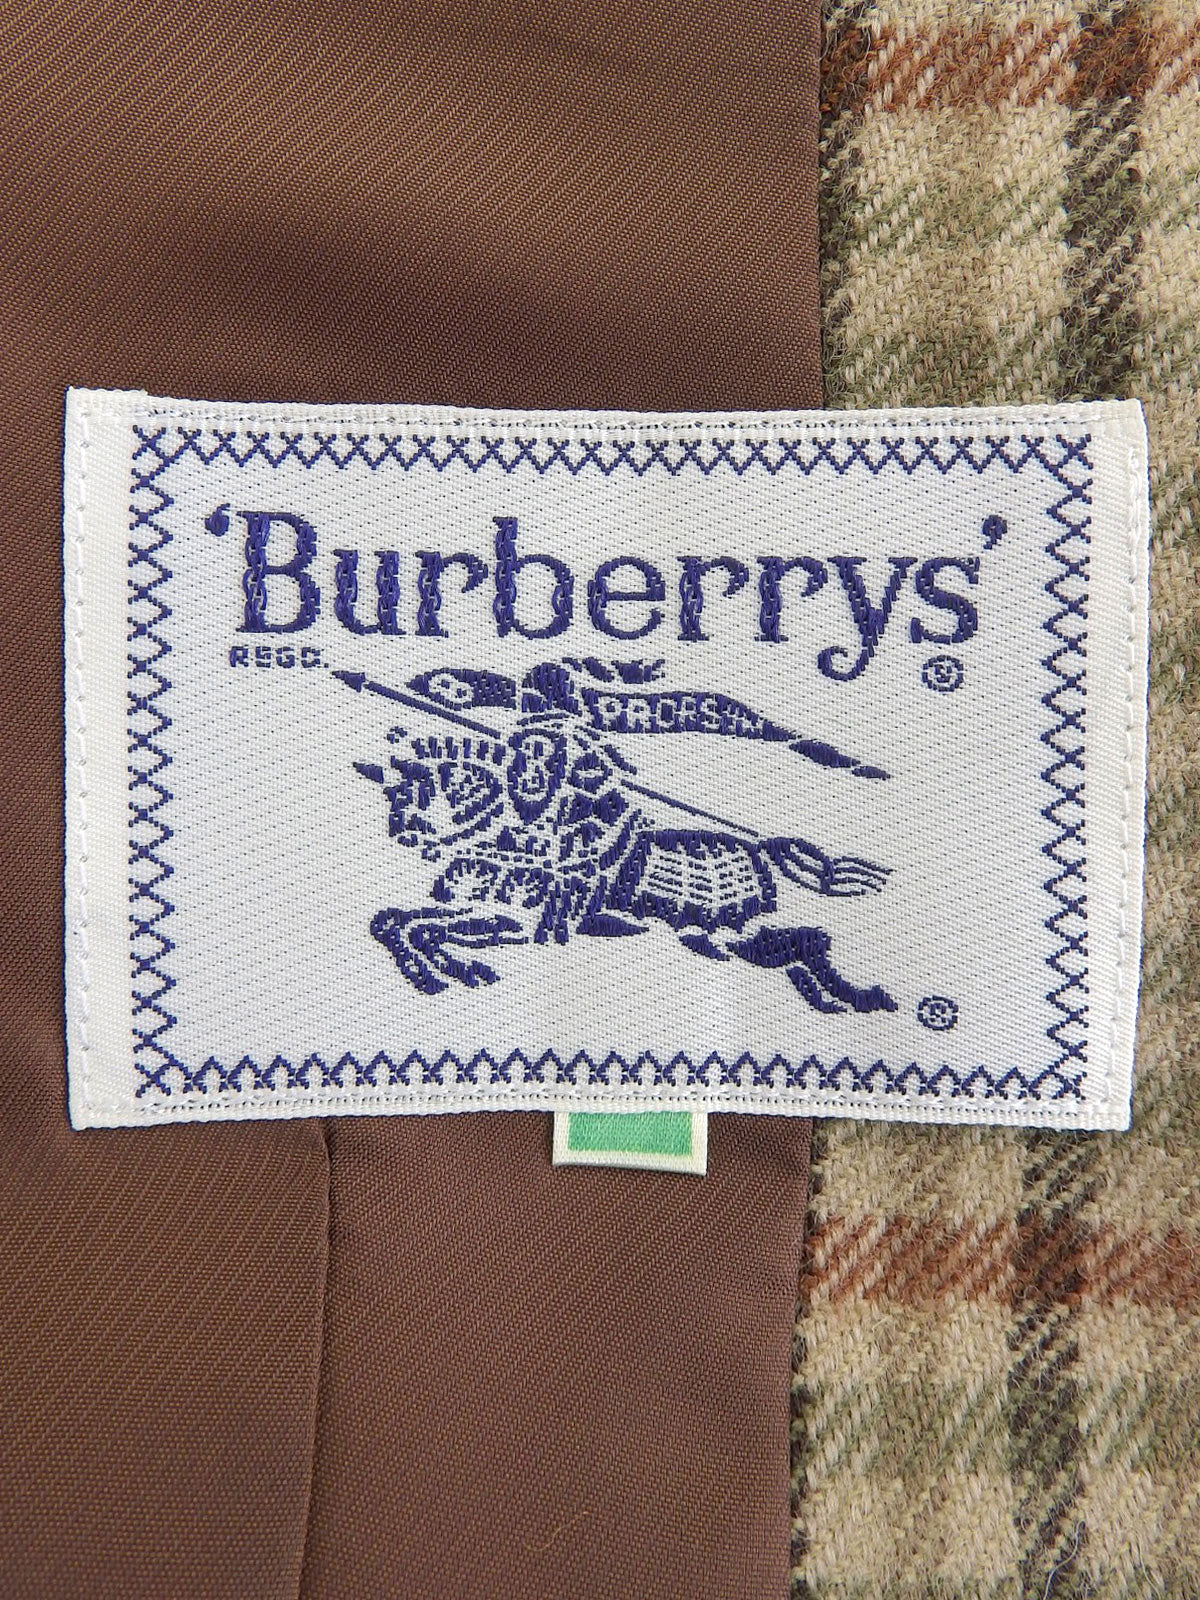 ‘Burberrys’
REGD.
®
PRORSUM
®